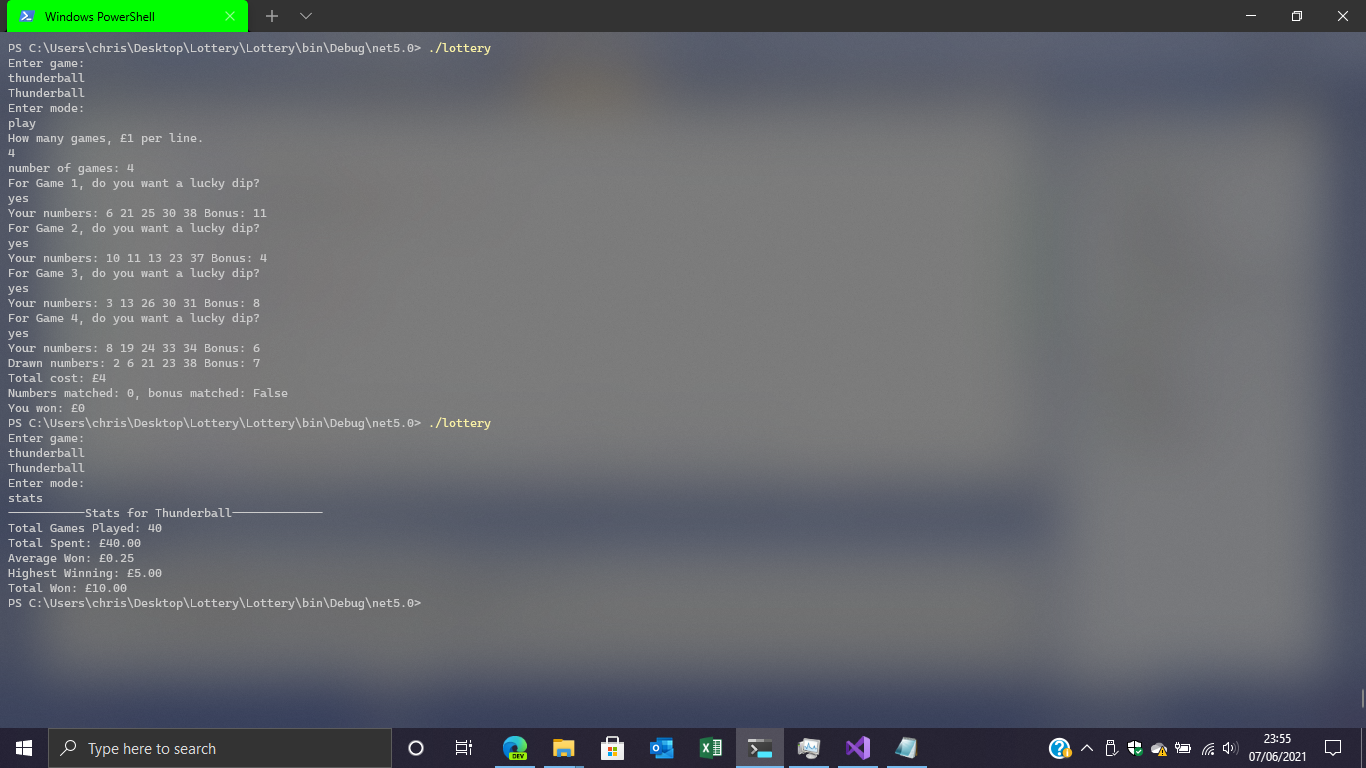 Windows PowerShell
PS C:\Users\chris\Desktop\Lottery\Lottery\bin\Debug\net5.0> ./lottery
Enter game:
thunderball
Thunderball
Enter mode:
play
How many games, £1 per line.
4
number of games: 4
For Game 1, do you want a lucky dip?
yes
Your numbers: 6 21 25 30 38 Bonus: 11
For Game 2, do you want a lucky dip?
yes
Your numbers: 10 11 13 23 37 Bonus: 4
For Game 3, do you want a lucky dip?
yes
Your numbers: 3 13 26 30 31 Bonus: 8
For Game 4, do you want a lucky dip?
yes
Your numbers: 8 19 24 33 34 Bonus: 6
Drawn numbers: 2 6 21 23 38 Bonus: 7
Total cost: £4
Numbers matched: 0, bonus matched: False
You won: £0
PS C:\Users\chris\Desktop\Lottery\Lottery\bin\Debug\net5.0> ./lottery
Enter game:
thunderball
Thunderball
Enter mode:
stats
———————————Stats for Thunderball—————————————
Total Games Played: 40
Total Spent: £40.00
Average Won: £0.25
Highest Winning: £5.00
Total Won: £10.00
PS C:\Users\chris\Desktop\Lottery\Lottery\bin\Debug\net5.0>
Type here to search
DEV
23:55
07/06/2021